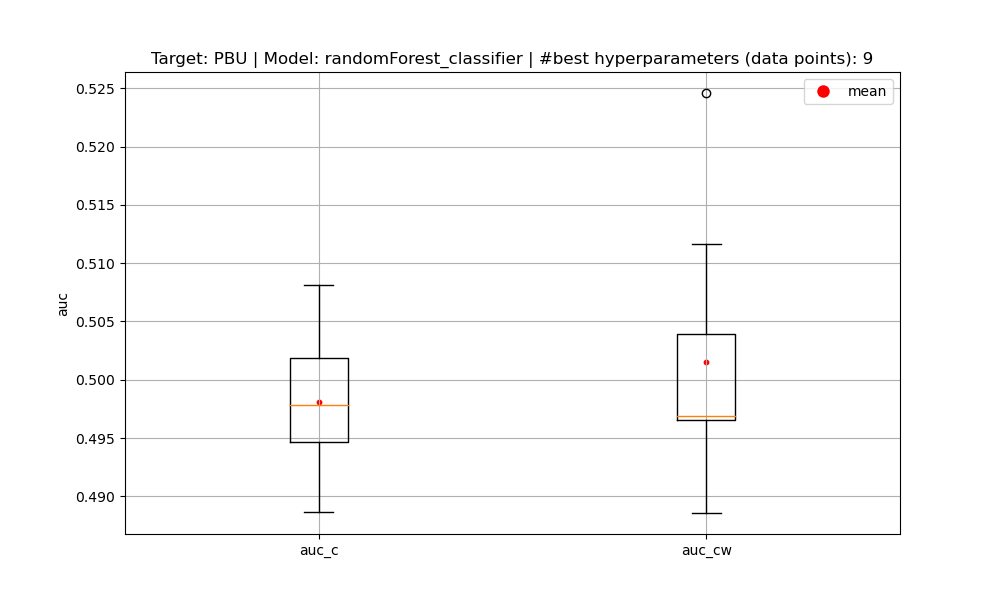 Target: PBU | Model: randomForest_classifier | #best hyperparameters (data points): 9
mean
0.525
0.520
0.515
0.510
0.505
0.500
0.495
0.490
auc
auc_c
auc_cw